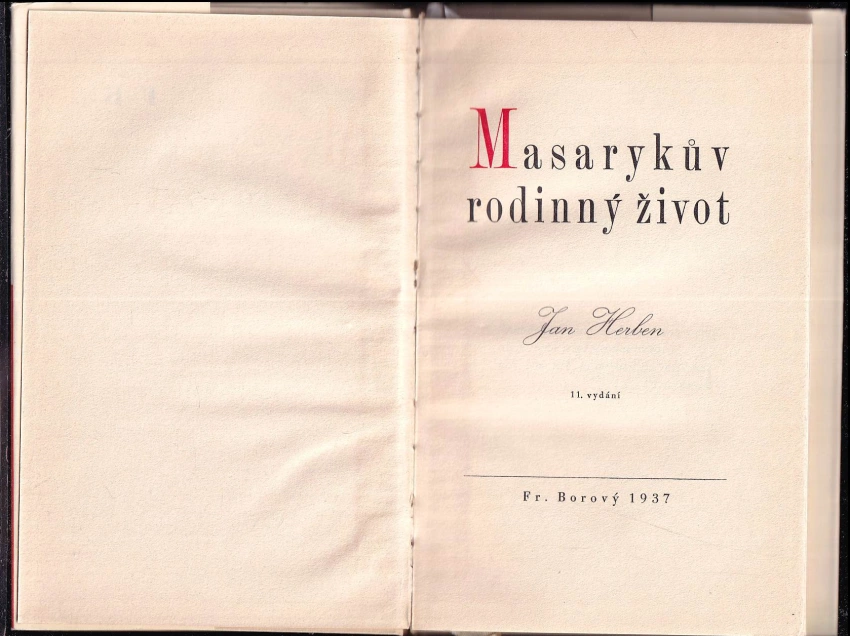 Masarykův
rodinný život
Jan Herben
11. vydání
Fr. Borový 1937